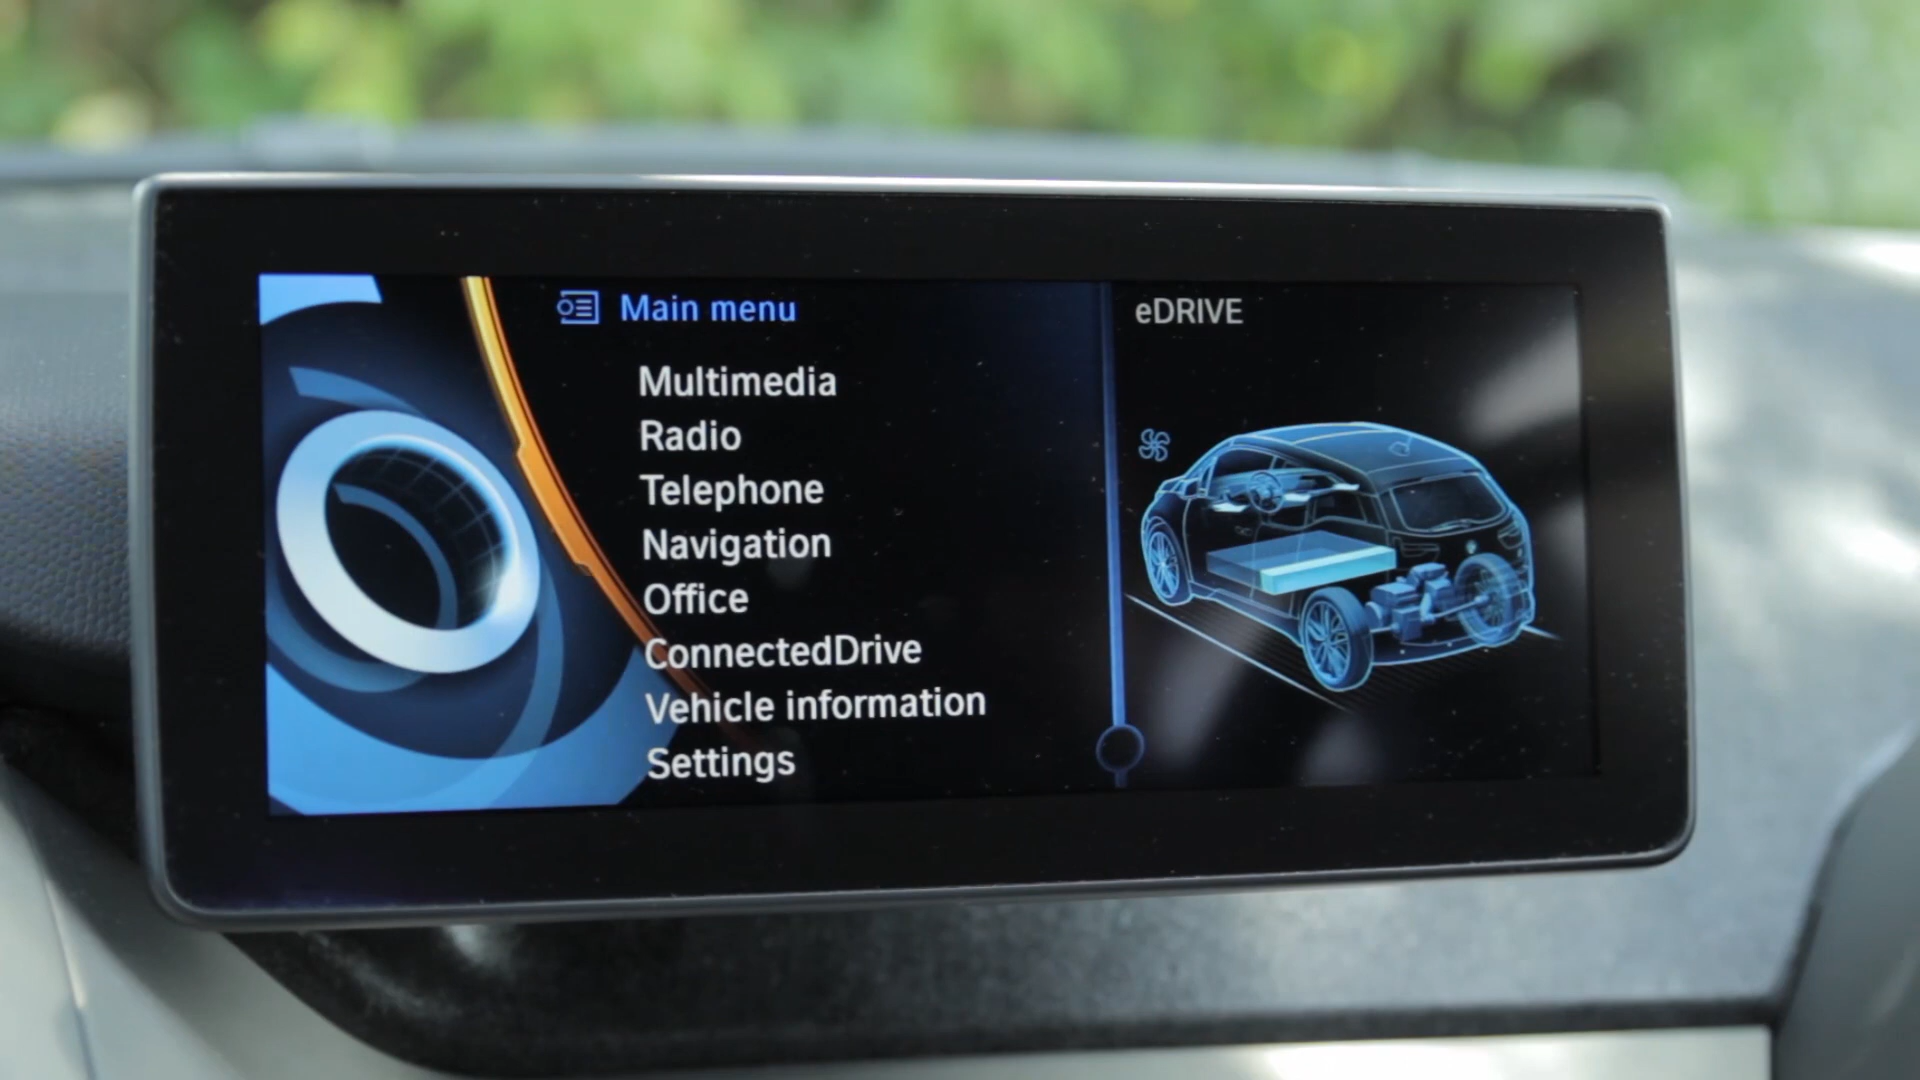 Main menu
Multimedia
Radio
Telephone
Navigation
Office
ConnectedDrive
Vehicle information
Settings
eDRIVE